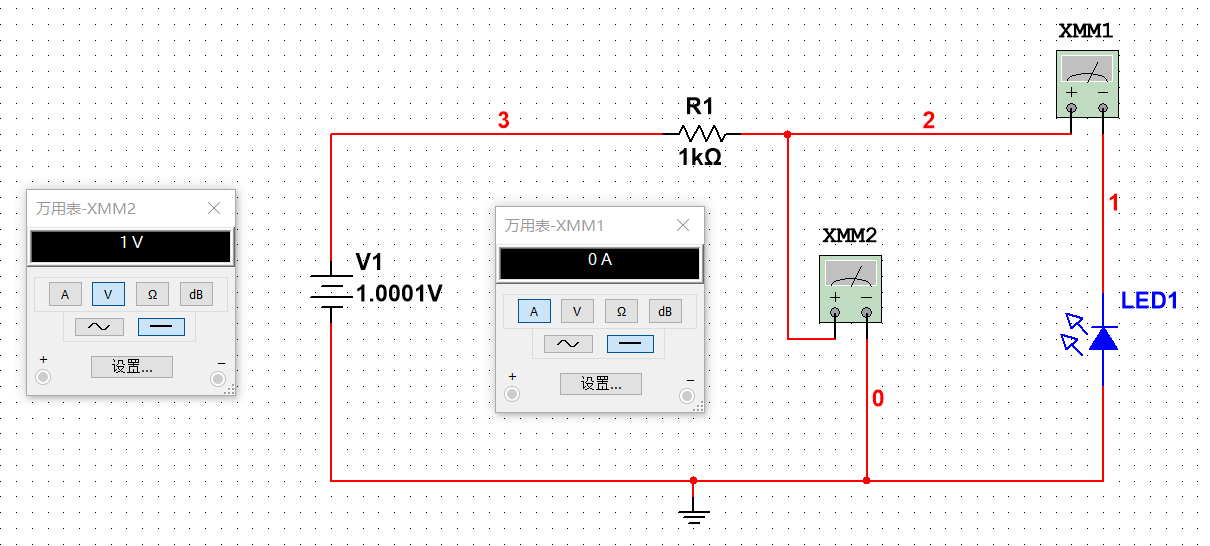 XMM1
+ −
R1
3
2
1kΩ
万用表-XMM2
1 V
A V Ω dB
设置...
+ −
万用表-XMM1
0 A
A V Ω dB
设置...
+ −
V1
1.0001V
XMM2
+ −
1
LED1
0